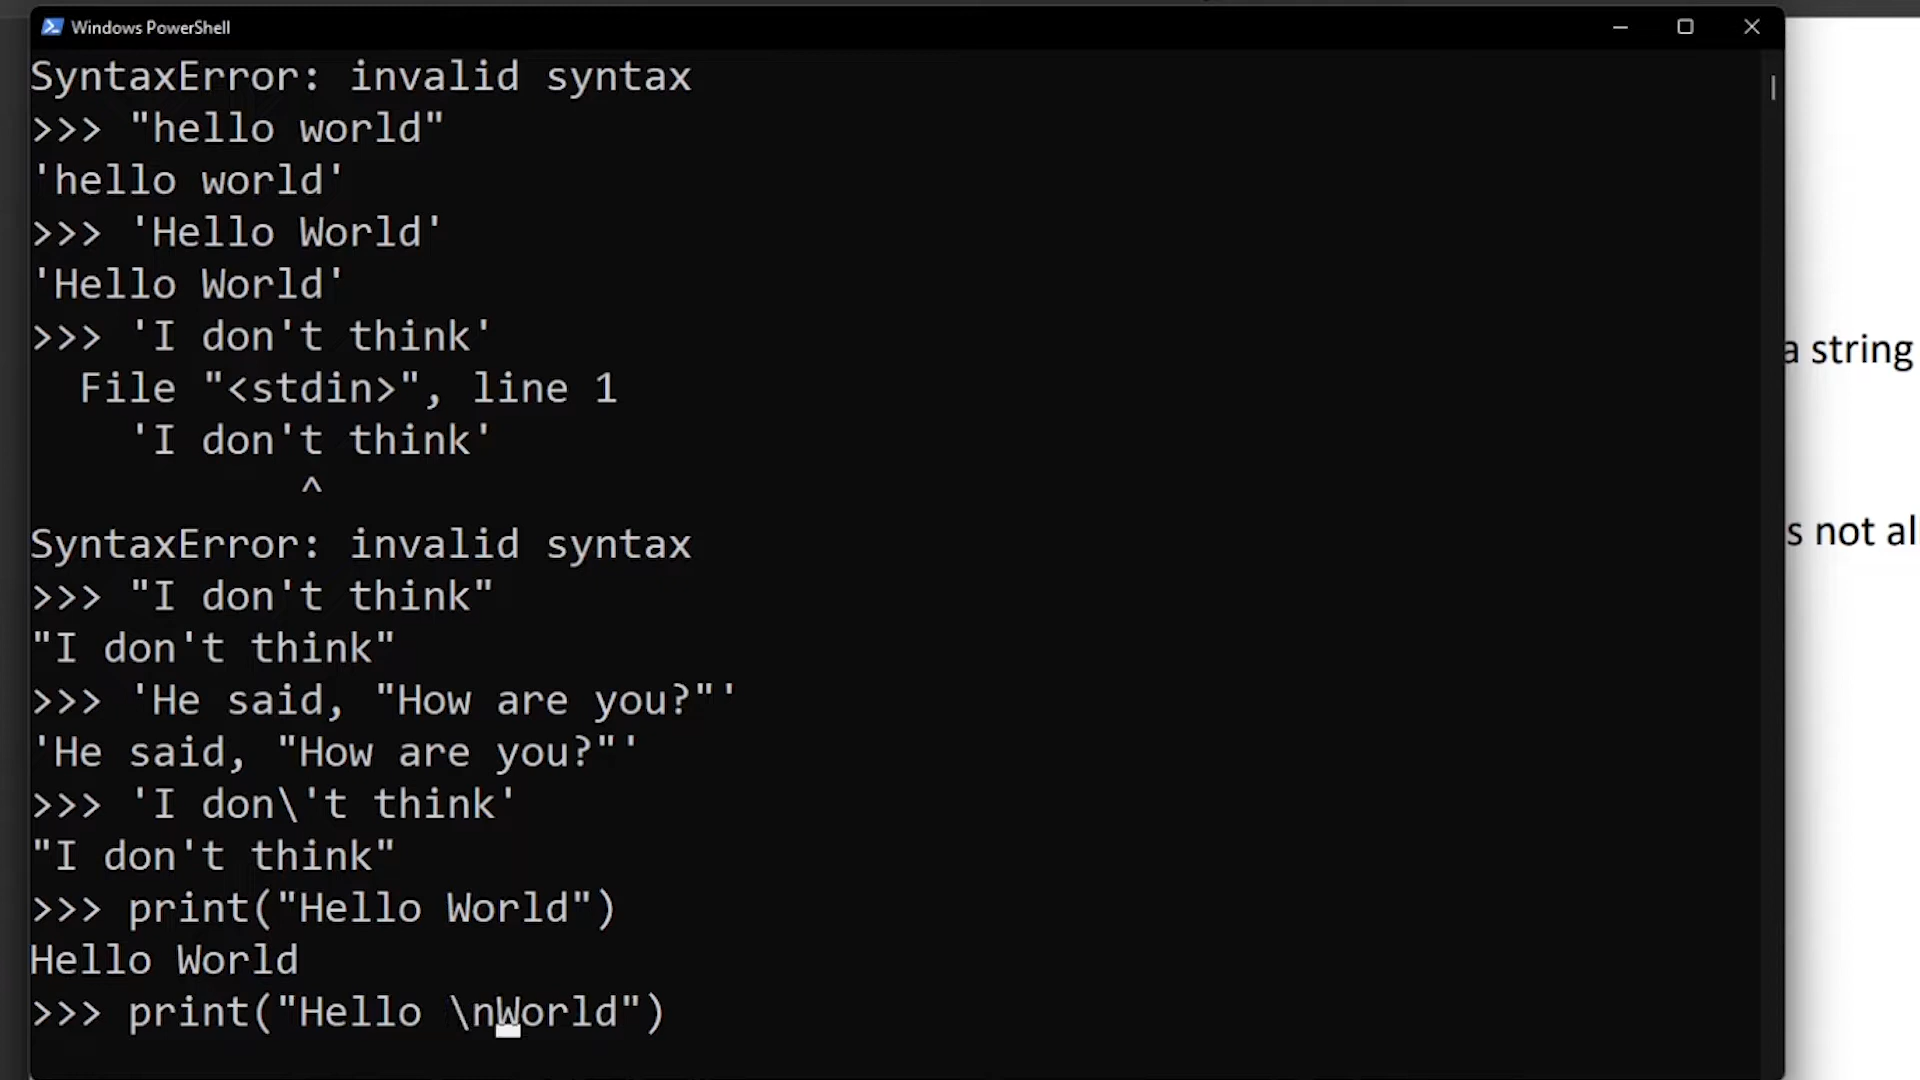 Windows PowerShell
SyntaxError: invalid syntax
>>> "hello world"
'hello world'
>>> 'Hello World'
'Hello World'
>>> 'I don't think'
  File "<stdin>", line 1
    'I don't think'
           ^
SyntaxError: invalid syntax
>>> "I don't think"
"I don't think"
>>> 'He said, "How are you?"'
'He said, "How are you?"'
>>> 'I don\'t think'
"I don't think"
>>> print("Hello World")
Hello World
>>> print("Hello \nWorld")
a string
s not al